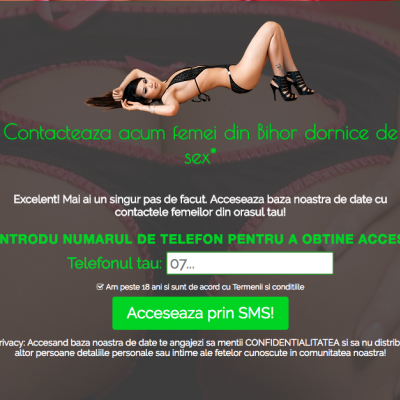 Contacteaza acum femei din Bihor dornice de
sex*
Excelent! Mai ai un singur pas de facut. Acceseaza baza noastra de date cu
contactele femeilor din orasul tau!
NTRODU NUMARUL DE TELEFON PENTRU A OBTINE ACCES
Telefonul tau: 07...
Am peste 18 ani si sunt de acord cu Termenii si conditiile
Acceseaza prin SMS!
rivacy: Accesand baza noastra de date te angajezi sa mentii CONFIDENTIALITATEA si sa nu distrib
altor persoane detaliile personale sau intime ale fetelor cunoscute in comunitatea noastra!